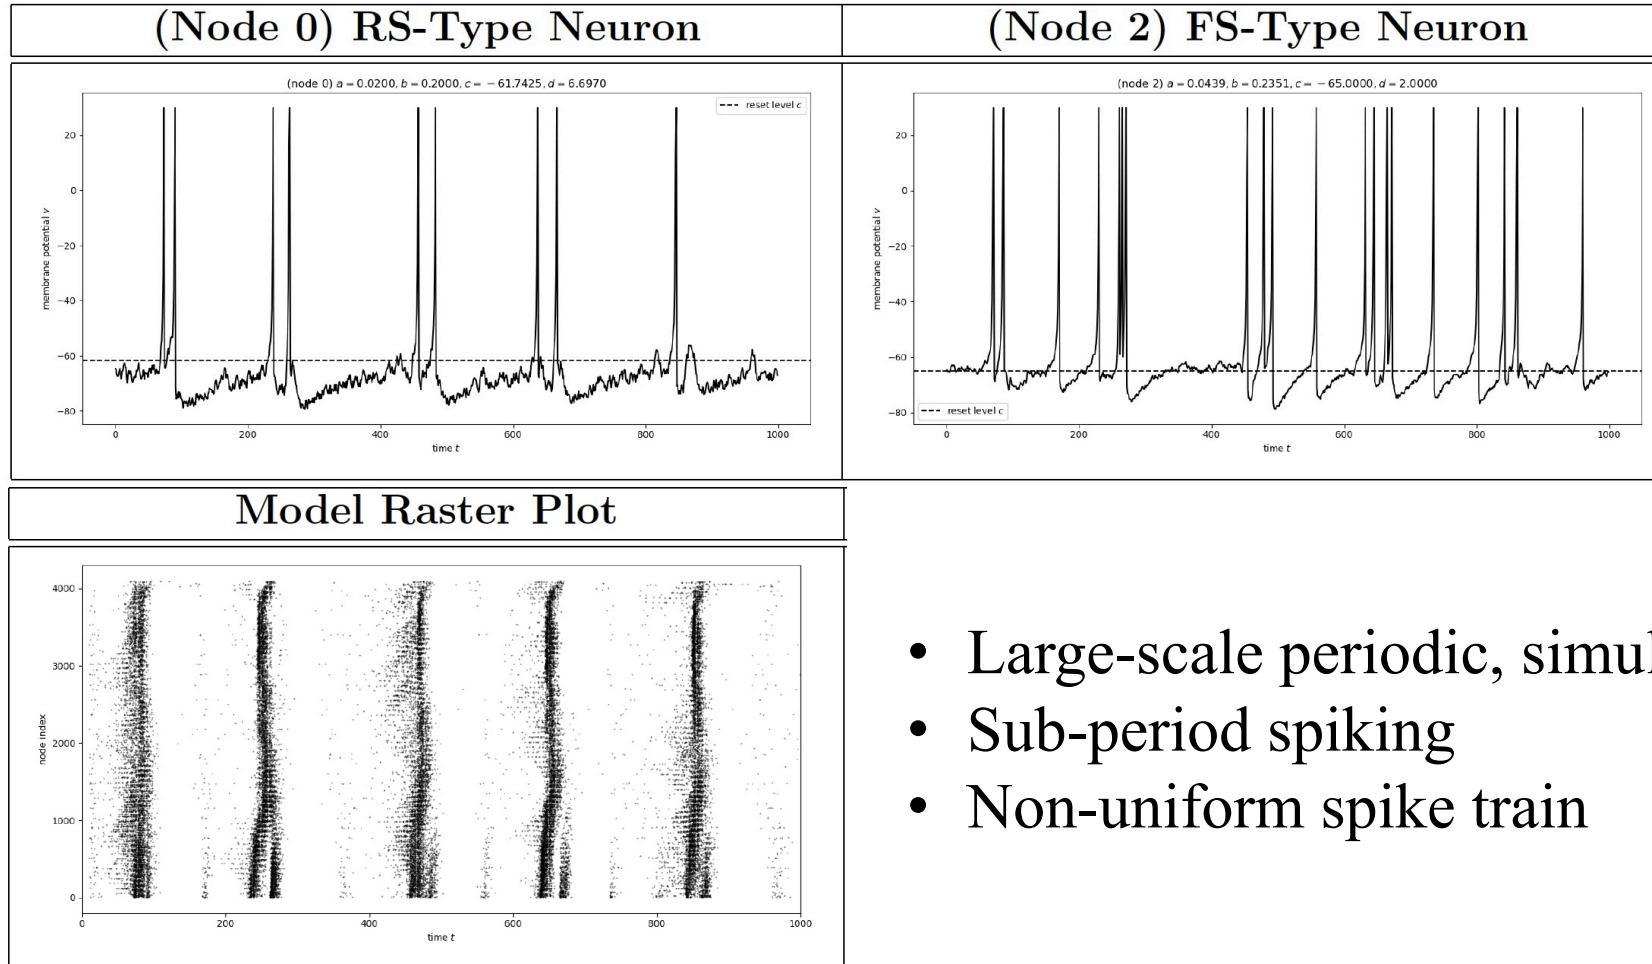 (Node 0) RS-Type Neuron
(node 0) a = 0.0200, b = 0.2000, c = −61.7425, d = 6.6970
reset level c
membrane potential v
20
0
−20
−40
−60
−80
0 200 400 600 800 1000
time t
(Node 2) FS-Type Neuron
(node 2) a = 0.0439, b = 0.2351, c = −65.0000, d = 2.0000
membrane potential v
20
0
−20
−40
−60
−80
reset level c
0 200 400 600 800 1000
time t
Model Raster Plot
node index
4000
3000
2000
1000
0
0 200 400 600 800 1000
time t
• Large-scale periodic, simul
• Sub-period spiking
• Non-uniform spike train